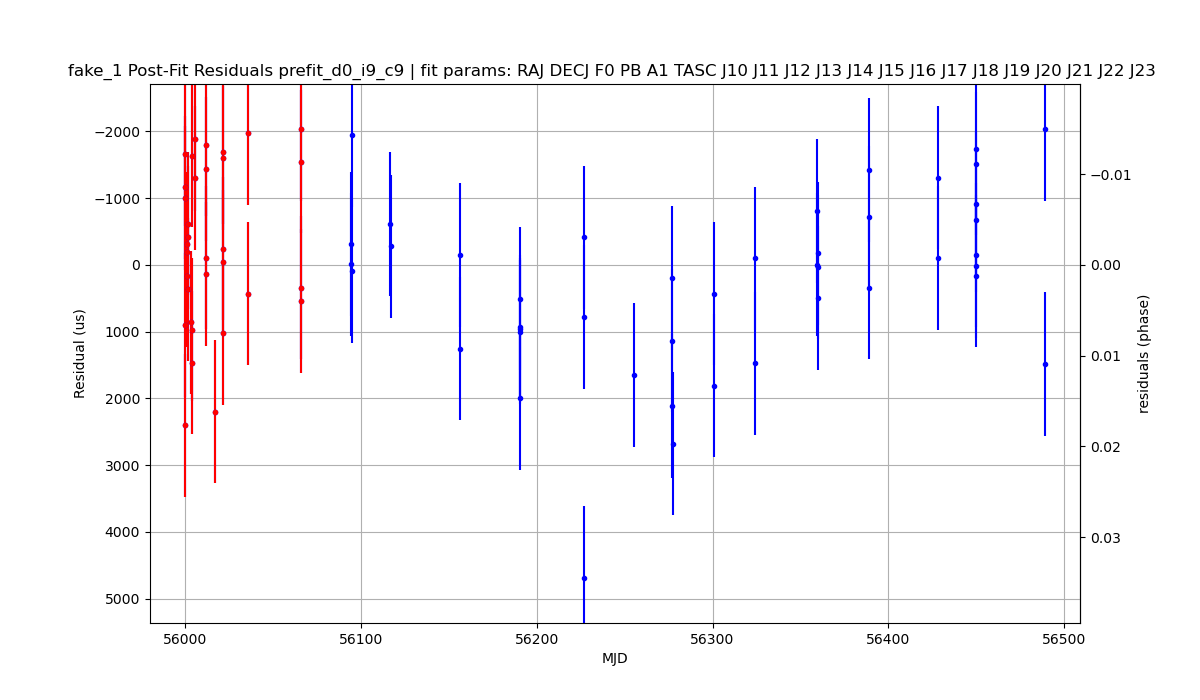 fake_1 Post-Fit Residuals prefit_d0_i9_c9 | fit params: RAJ DECJ F0 PB A1 TASC J10 J11 J12 J13 J14 J15 J16 J17 J18 J19 J20 J21 J22 J23
−2000
−1000
0
1000
2000
3000
4000
5000
Residual (us)
−0.01
0.00
0.01
0.02
0.03
residuals (phase)
56000 56100 56200 56300 56400 56500
MJD